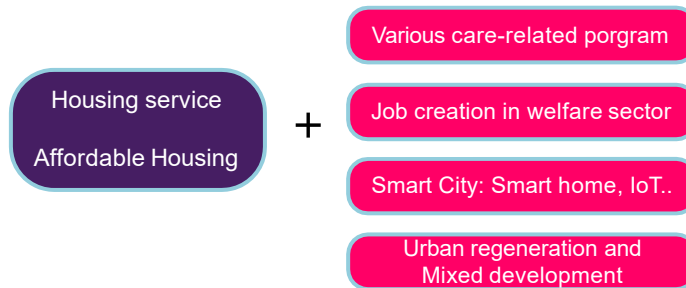 Housing service
Affordable Housing
+
Various care-related porgram
Job creation in welfare sector
Smart City: Smart home, IoT..
Urban regeneration and
Mixed development